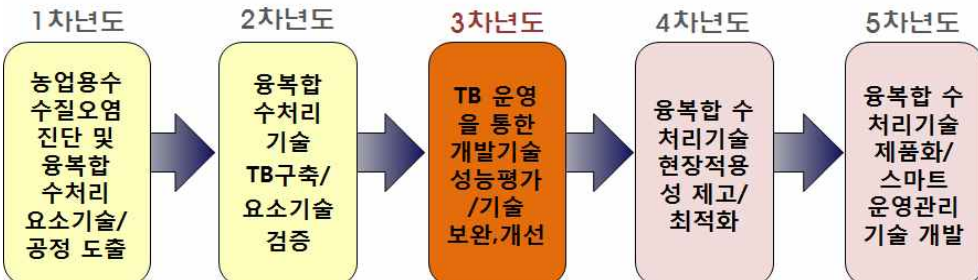 1차년도
농업용수
수질오염
진단 및
융복합
수처리
요소기술/
공정 도출
2차년도
융복합
수처리
기술
TB구축/
요소기술
검증
3차년도
TB 운영
을 통한
개발기술
성능평가
/기술
보완,개선
4차년도
융복합 수
처리기술
현장적용
성 제고/
최적화
5차년도
융복합 수
처리기술
제품화/
스마트
운영관리
기술 개발